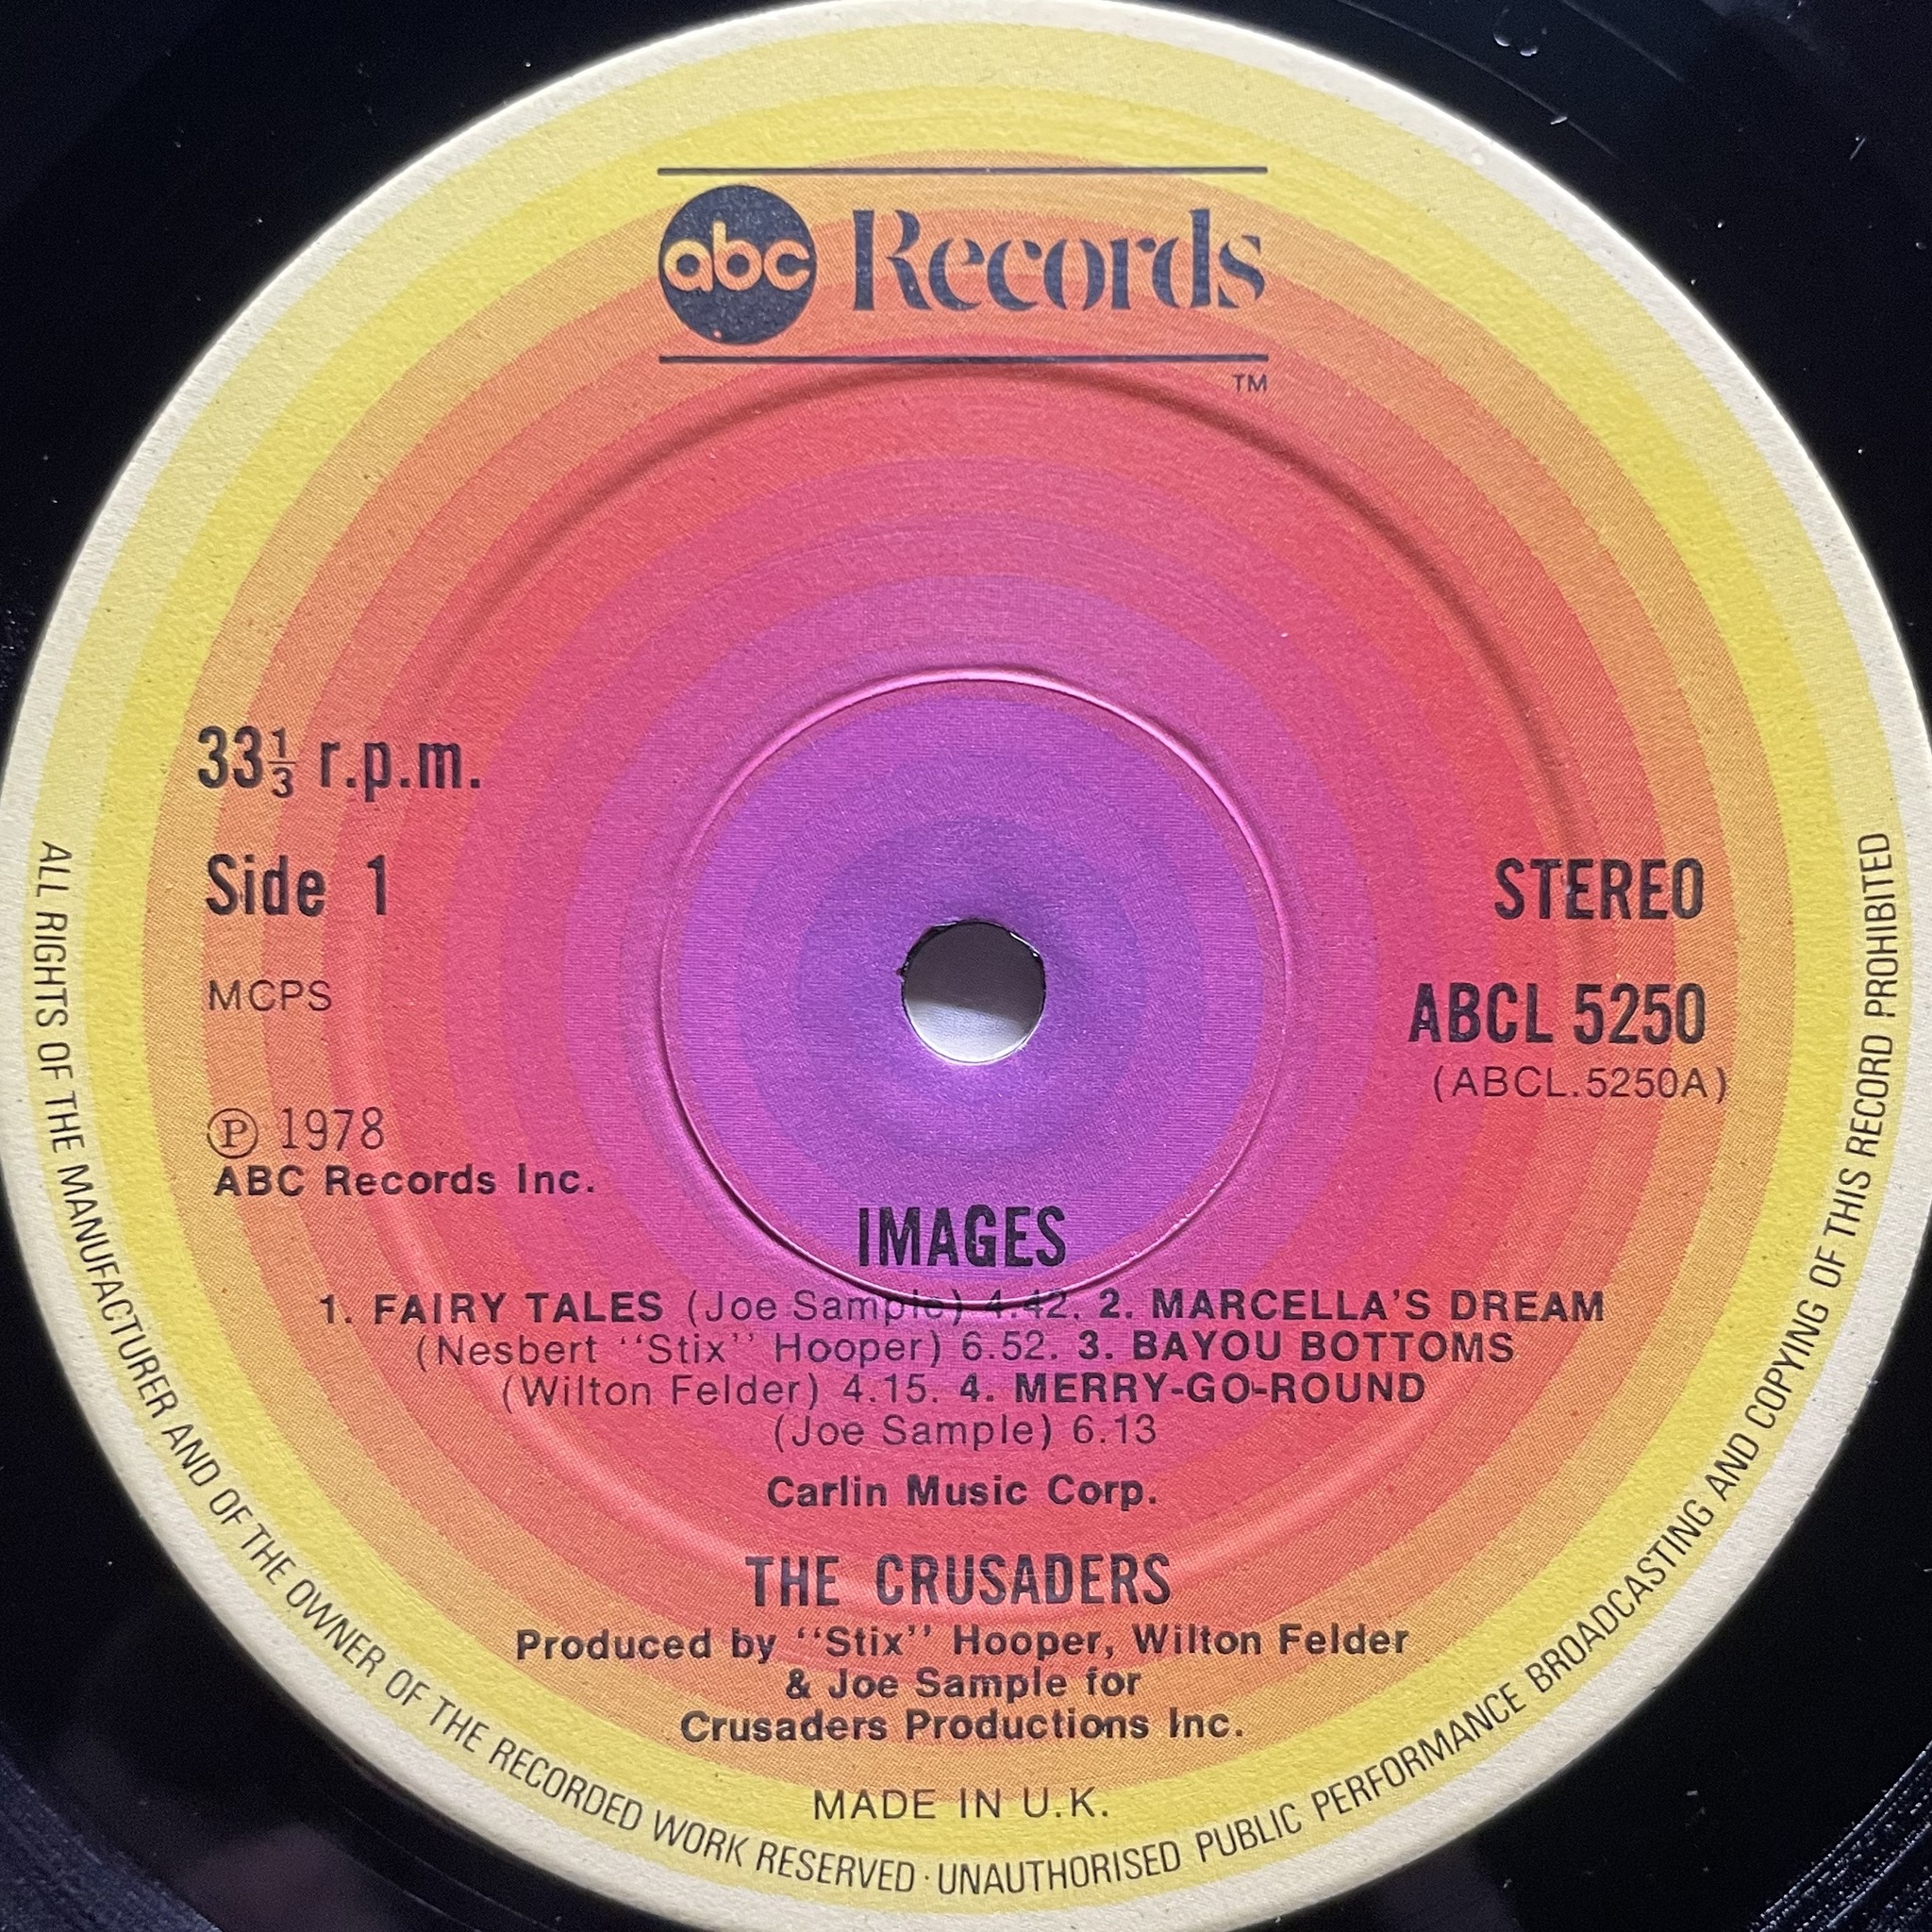 abc Records
TM
33⅓ r.p.m.
Side 1
STEREO
MCPS
ABCL 5250
(ABCL.5250A)
℗ 1978
ABC Records Inc.
IMAGES
1. FAIRY TALES (Joe Sample) 4.42. 2. MARCELLA'S DREAM
(Nesbert "Stix" Hooper) 6.52. 3. BAYOU BOTTOMS
(Wilton Felder) 4.15. 4. MERRY-GO-ROUND
(Joe Sample) 6.13
Carlin Music Corp.
THE CRUSADERS
Produced by "Stix" Hooper, Wilton Felder
& Joe Sample for
Crusaders Productions Inc.
MADE IN U.K.
ALL RIGHTS OF THE MANUFACTURER AND OF THE OWNER OF THE RECORDED WORK RESERVED · UNAUTHORISED PUBLIC PERFORMANCE BROADCASTING AND COPYING OF THIS RECORD PROHIBITED